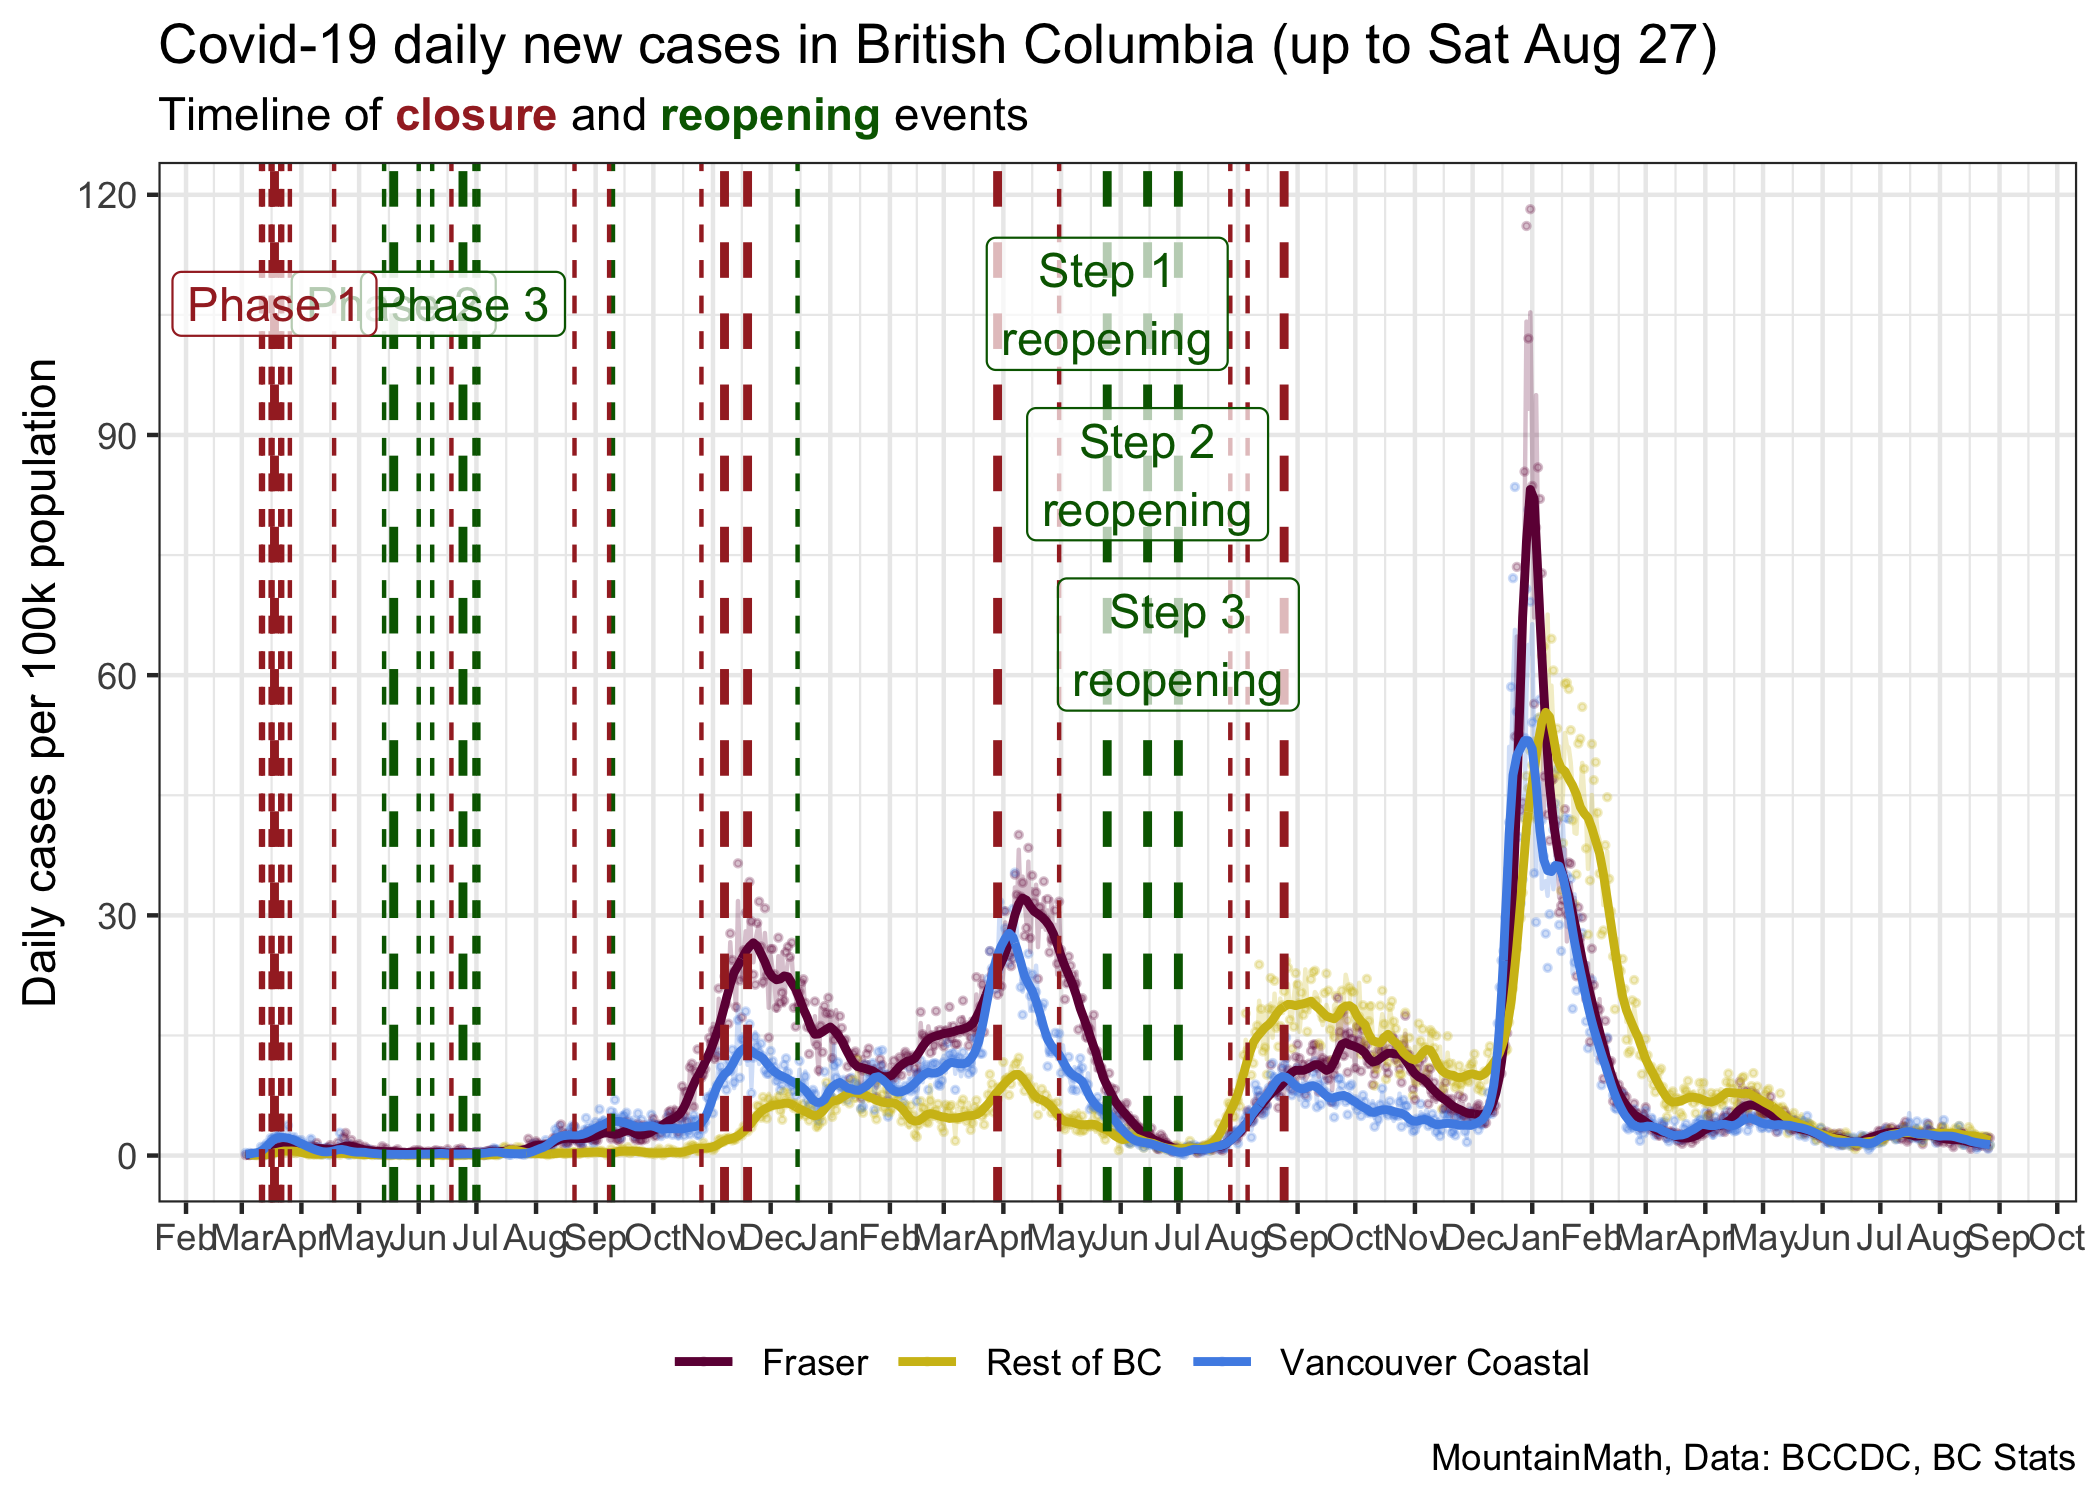 Covid-19 daily new cases in British Columbia (up to Sat Aug 27)
Timeline of closure and reopening events
Daily cases per 100k population
120
90
60
30
0
Phase 1
Phase 2
Phase 3
Step 1
reopening
Step 2
reopening
Step 3
reopening
Feb Mar Apr May Jun Jul Aug Sep Oct Nov Dec Jan Feb Mar Apr May Jun Jul Aug Sep Oct Nov Dec Jan Feb Mar Apr May Jun Jul Aug Sep Oct
Fraser Rest of BC Vancouver Coastal
MountainMath, Data: BCCDC, BC Stats